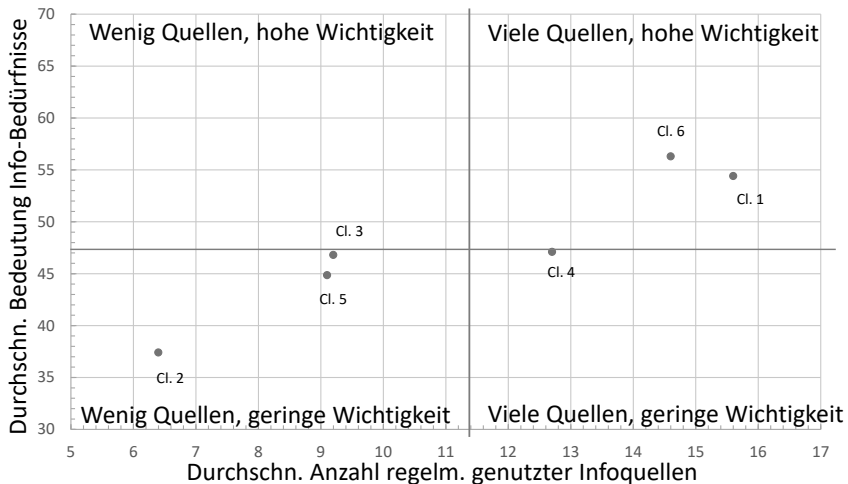 Durchschn. Bedeutung Info-Bedürfnisse
70
65
60
55
50
45
40
35
30
Wenig Quellen, hohe Wichtigkeit
Viele Quellen, hohe Wichtigkeit
Cl. 6
Cl. 1
Cl. 3
Cl. 4
Cl. 5
Cl. 2
Wenig Quellen, geringe Wichtigkeit
Viele Quellen, geringe Wichtigkeit
5 6 7 8 9 10 11 12 13 14 15 16 17
Durchschn. Anzahl regelm. genutzter Infoquellen